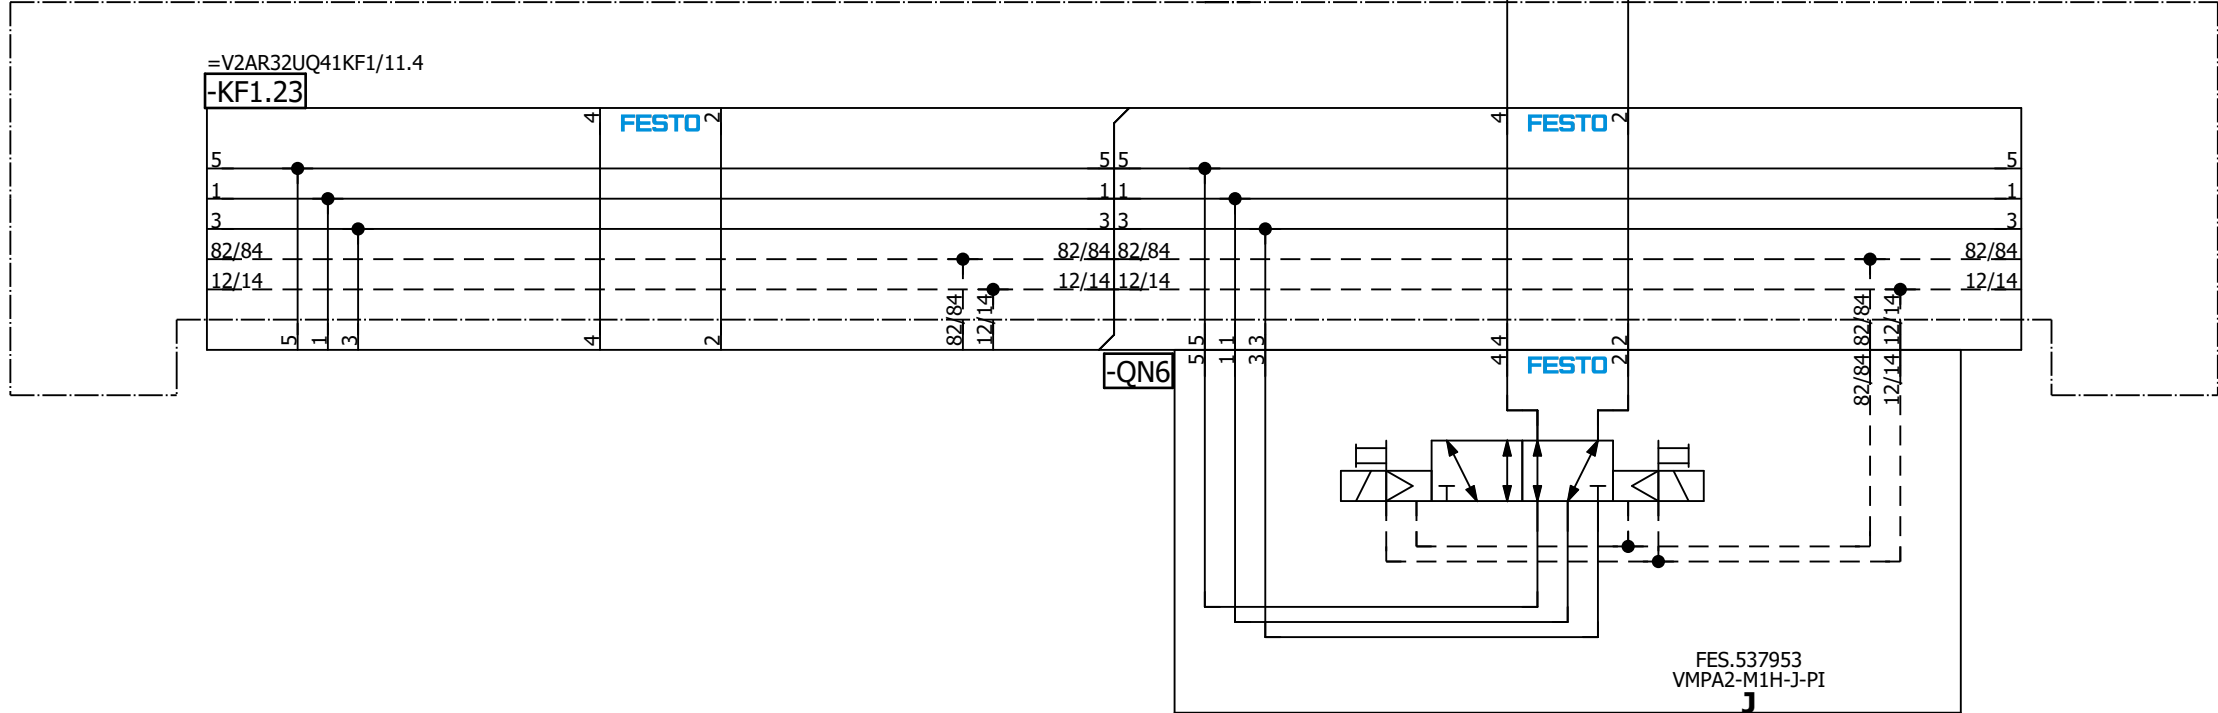 =V2AR32UQ41KF1/11.4
-KF1.23
4 FESTO 2 4 FESTO 2
5 5 5 5
1 1 1 1
3 3 3 3
82/84 82/84 82/84 82/84
12/14 12/14 12/14 12/14
5 1 3 4 2 82/84 12/14 5 1 3 4 2 82/84 12/14
-QN6 5 1 3 4 FESTO 2 82/84 12/14
FES.537953
VMPA2-M1H-J-PI
J